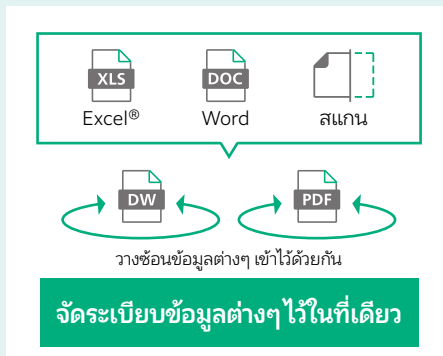 XLS DOC
Excel® Word สแกน
DW PDF
วางซ้อนข้อมูลต่างๆ เข้าไว้ด้วยกัน
จัดระเบียบข้อมูลต่างๆ ไว้ในที่เดียว